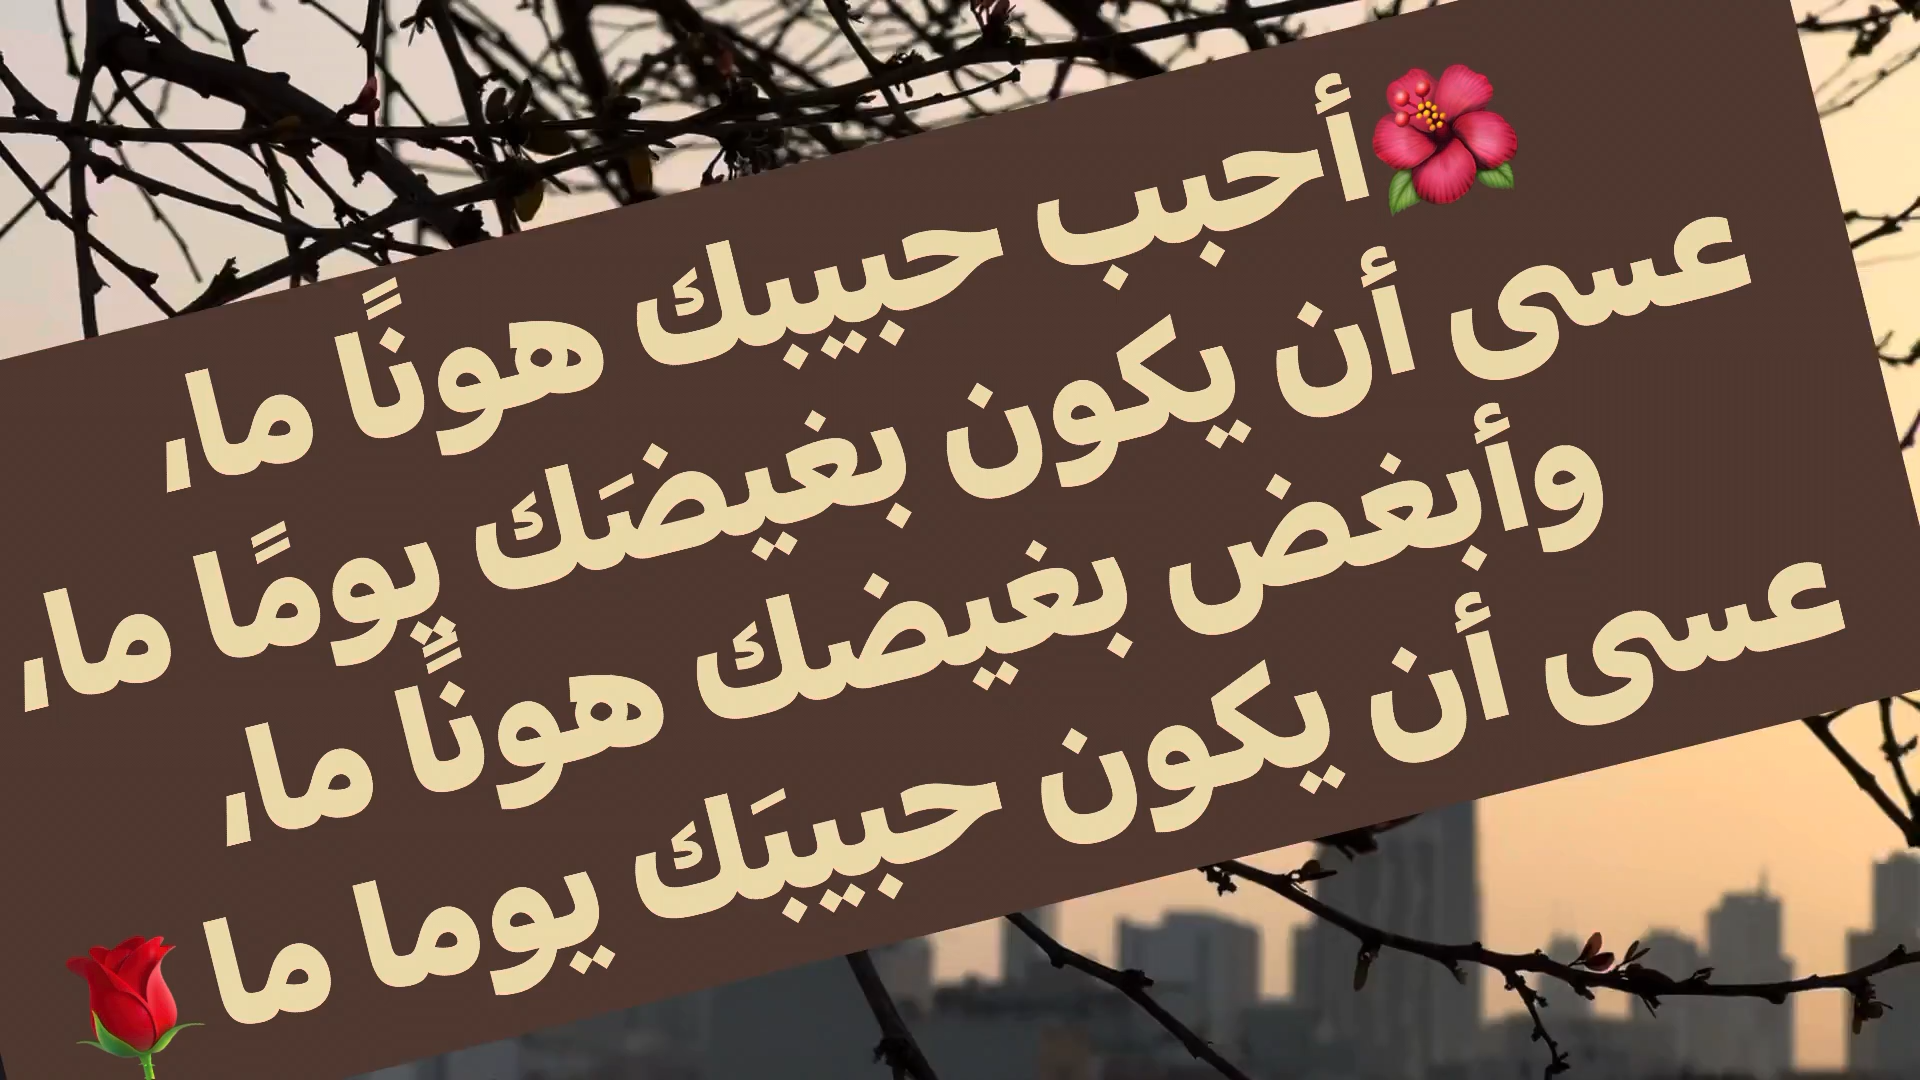 🌺أحبب حبيبك هونًا ما،
عسى أن يكون بغيضَك يومًا ما،
وأبغض بغيضك هونًا ما،
عسى أن يكون حبيبَك يوما ما🌹